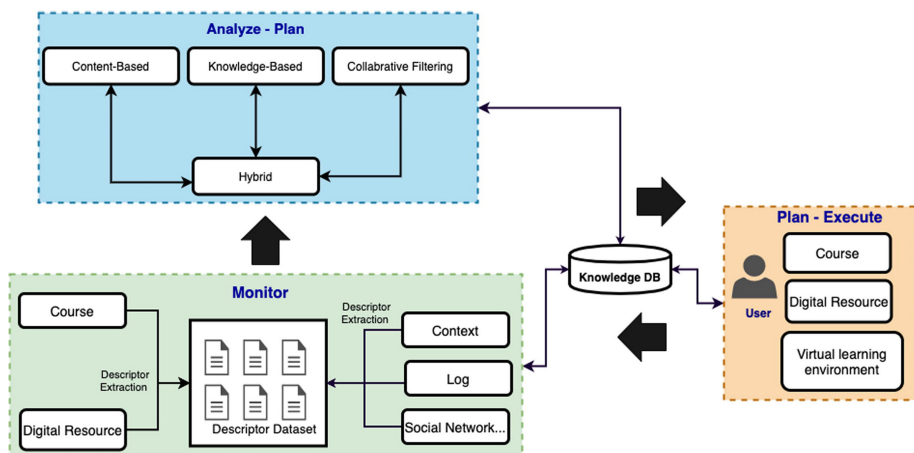 Analyze - Plan
Content-Based
Knowledge-Based
Collabrative Filtering
Hybrid
Plan - Execute
Course
User
Digital Resource
Virtual learning
environment
Knowledge DB
Monitor
Course
Descriptor
Extraction
Digital Resource
Descriptor Dataset
Descriptor
Extraction
Context
Log
Social Network...